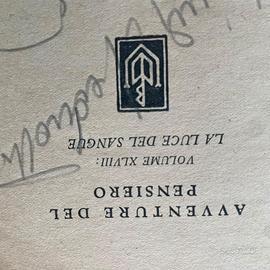 AVVENTURE DEL
PENSIERO
VOLUME XLVIII:
LA LUCE DEL SANGUE